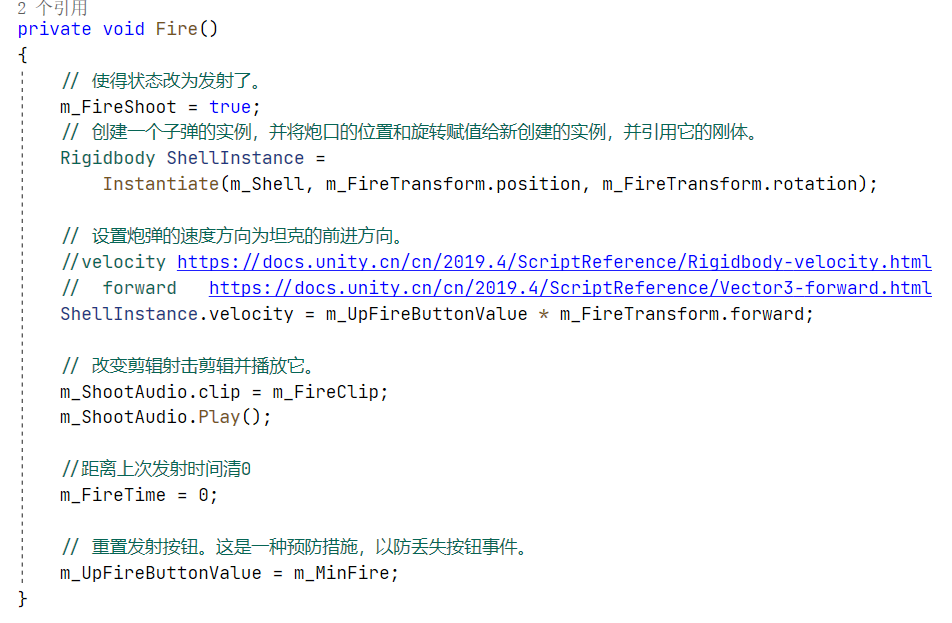 2 个引用
private void Fire()
{
// 使得状态改为发射了。
m_FireShoot = true;
// 创建一个子弹的实例，并将炮口的位置和旋转赋值给新创建的实例，并引用它的刚体。
Rigidbody ShellInstance =
Instantiate(m_Shell, m_FireTransform.position, m_FireTransform.rotation);
// 设置炮弹的速度方向为坦克的前进方向。
//velocity https://docs.unity.cn/cn/2019.4/ScriptReference/Rigidbody-velocity.html
// forward https://docs.unity.cn/cn/2019.4/ScriptReference/Vector3-forward.html
ShellInstance.velocity = m_UpFireButtonValue * m_FireTransform.forward;
// 改变剪辑射击剪辑并播放它。
m_ShootAudio.clip = m_FireClip;
m_ShootAudio.Play();
//距离上次发射时间清0
m_FireTime = 0;
// 重置发射按钮。这是一种预防措施，以防丢失按钮事件。
m_UpFireButtonValue = m_MinFire;
}